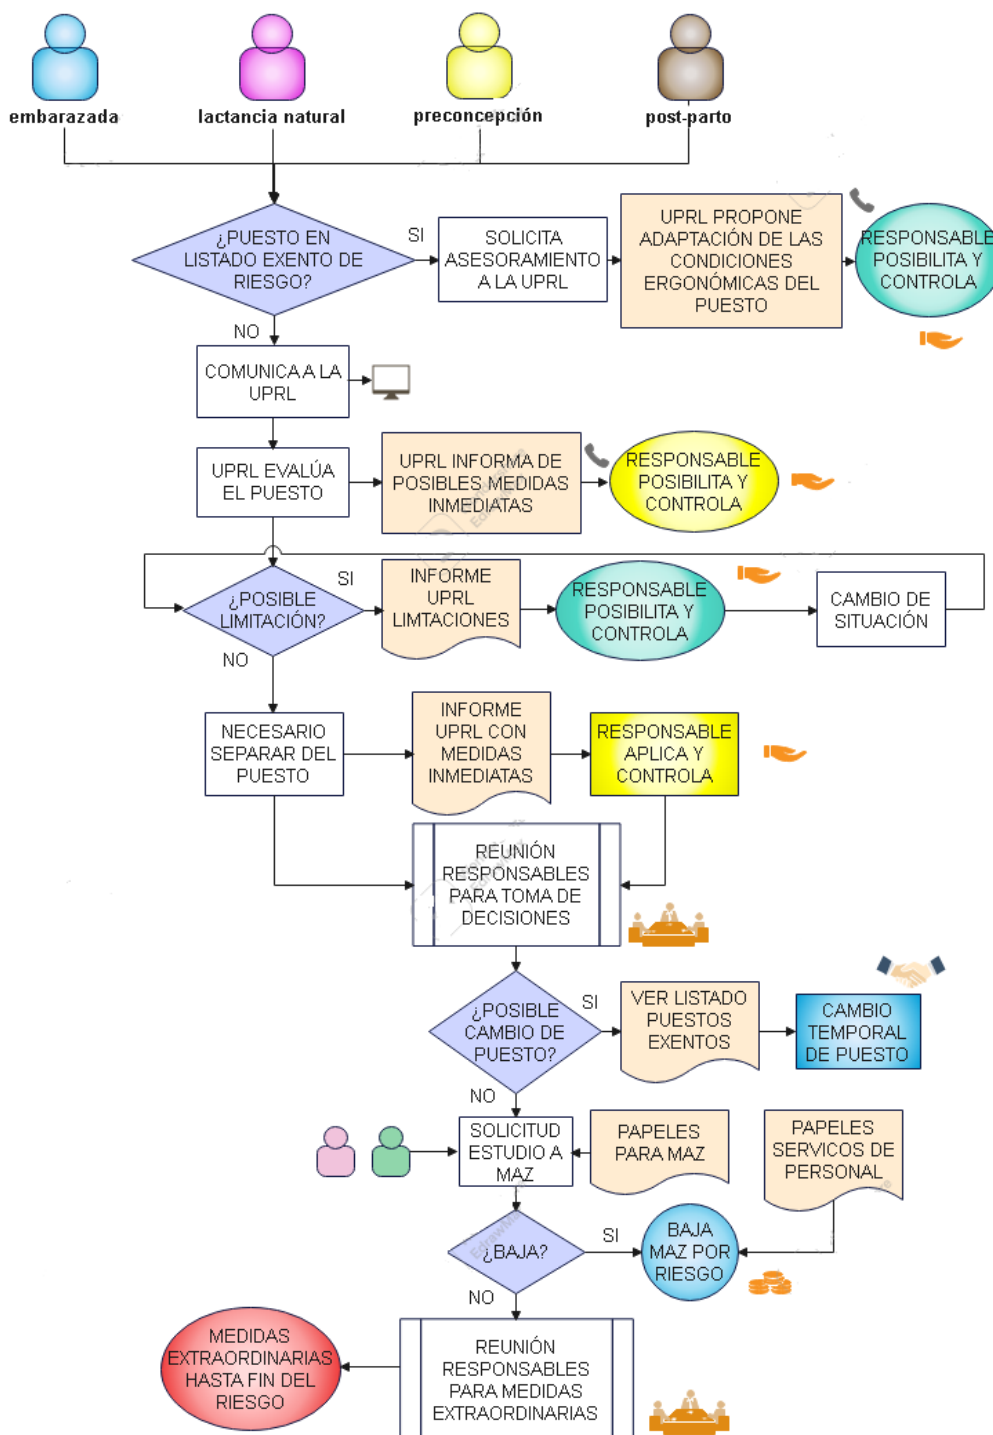 embarazada
lactancia natural
preconcepción
post-parto
¿PUESTO EN
LISTADO EXENTO DE
RIESGO?
SI
SOLICITA
ASESORAMIENTO
A LA UPRL
UPRL PROPONE
ADAPTACIÓN DE LAS
CONDICIONES
ERGONÓMICAS DEL
PUESTO
RESPONSABLE
POSIBILITA Y
CONTROLA
NO
COMUNICA A LA
UPRL
UPRL EVALÚA
EL PUESTO
UPRL INFORMA DE
POSIBLES MEDIDAS
INMEDIATAS
RESPONSABLE
POSIBILITA Y
CONTROLA
¿POSIBLE
LIMITACIÓN?
SI
INFORME
UPRL
LIMTACIONES
RESPONSABLE
POSIBILITA Y
CONTROLA
CAMBIO DE
SITUACIÓN
NO
NECESARIO
SEPARAR DEL
PUESTO
INFORME
UPRL CON
MEDIDAS
INMEDIATAS
RESPONSABLE
APLICA Y
CONTROLA
REUNIÓN
RESPONSABLES
PARA TOMA DE
DECISIONES
¿POSIBLE
CAMBIO DE
PUESTO?
SI
VER LISTADO
PUESTOS
EXENTOS
CAMBIO
TEMPORAL
DE PUESTO
NO
SOLICITUD
ESTUDIO A
MAZ
PAPELES
PARA MAZ
PAPELES
SERVICOS DE
PERSONAL
¿BAJA?
SI
BAJA
MAZ POR
RIESGO
NO
MEDIDAS
EXTRAORDINARIAS
HASTA FIN DEL
RIESGO
REUNIÓN
RESPONSABLES
PARA MEDIDAS
EXTRAORDINARIAS